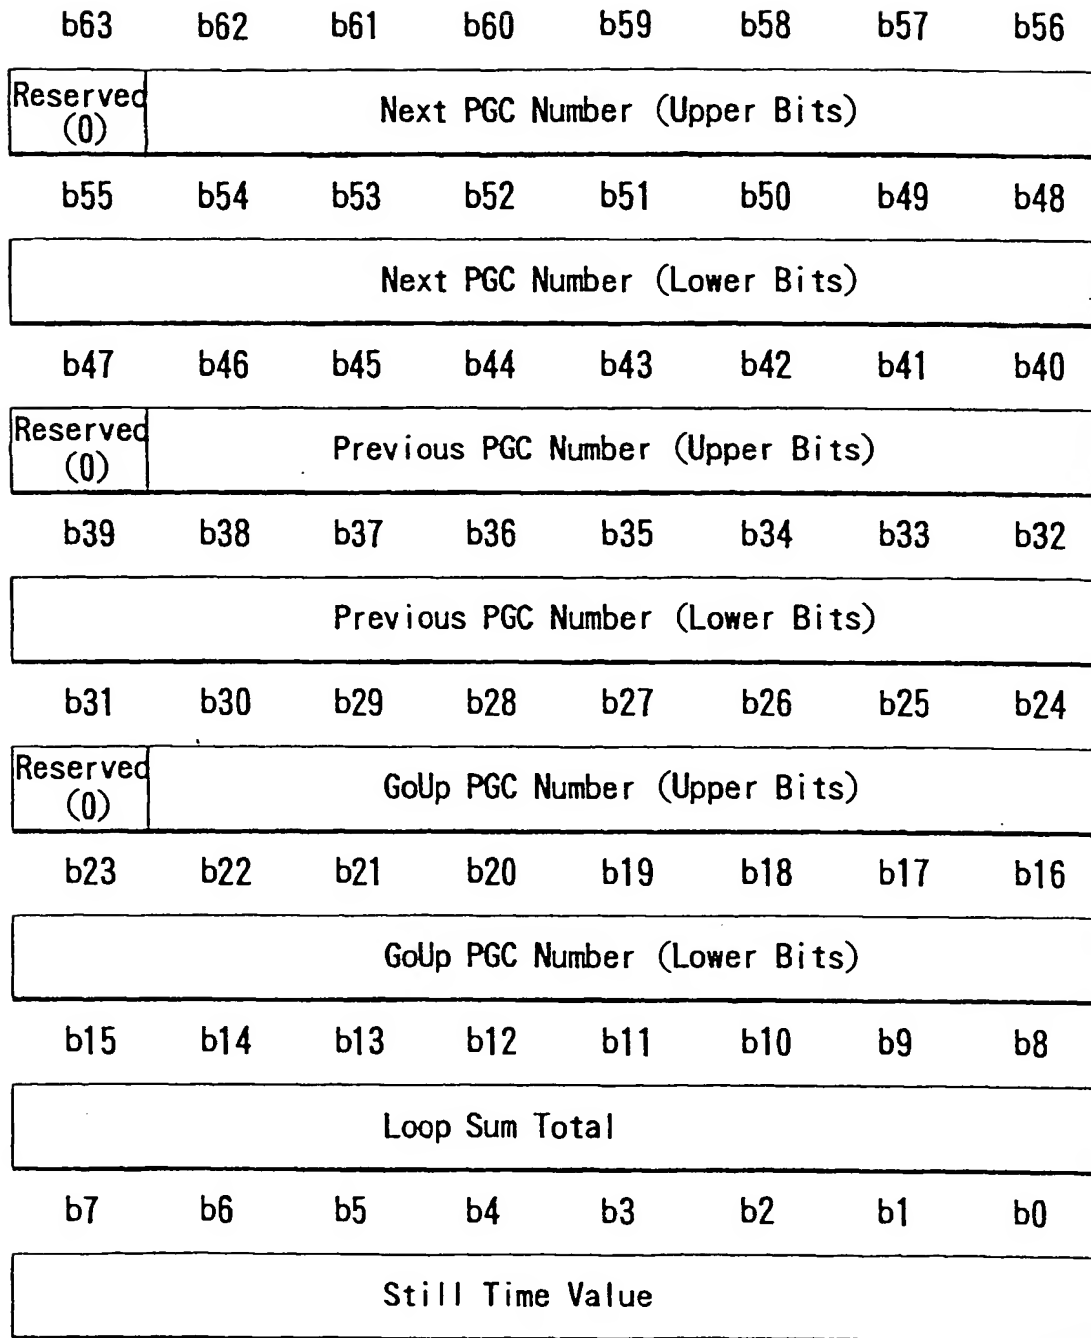 b63 b62 b61 b60 b59 b58 b57 b56
Reserved
(0)
Next PGC Number (Upper Bits)
b55 b54 b53 b52 b51 b50 b49 b48
Next PGC Number (Lower Bits)
b47 b46 b45 b44 b43 b42 b41 b40
Reserved
(0)
Previous PGC Number (Upper Bits)
b39 b38 b37 b36 b35 b34 b33 b32
Previous PGC Number (Lower Bits)
b31 b30 b29 b28 b27 b26 b25 b24
Reserved
(0)
GoUp PGC Number (Upper Bits)
b23 b22 b21 b20 b19 b18 b17 b16
GoUp PGC Number (Lower Bits)
b15 b14 b13 b12 b11 b10 b9 b8
Loop Sum Total
b7 b6 b5 b4 b3 b2 b1 b0
Still Time Value